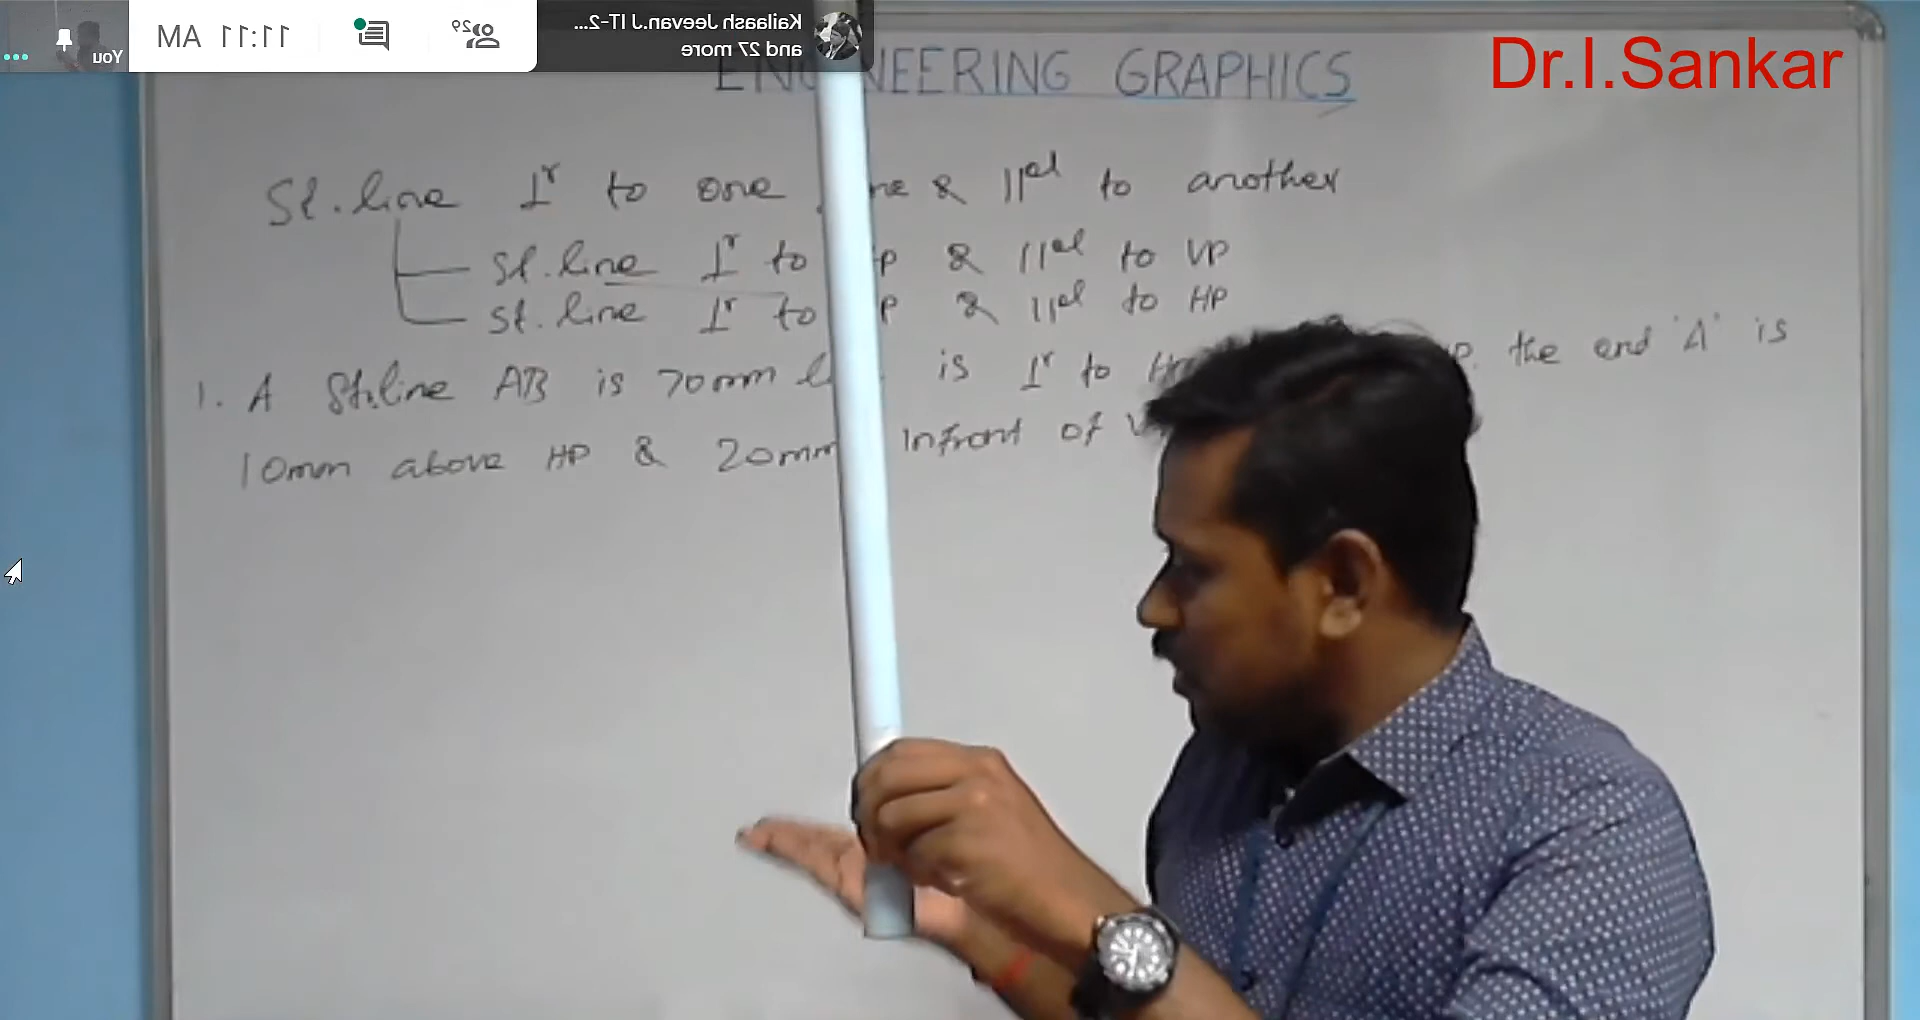 You
11:11 AM
29
Kailaash Jeevan.J IT-2...
and 27 more
ENGINEERING GRAPHICS
Dr.I.Sankar
St.line ⊥r to one & ||el to another
St.line ⊥r to & ||el to VP
St.line ⊥r to & ||el to HP
1. A St.line AB is 70mm is ⊥r to the end 'A' is
10mm above HP & 20mm infront of